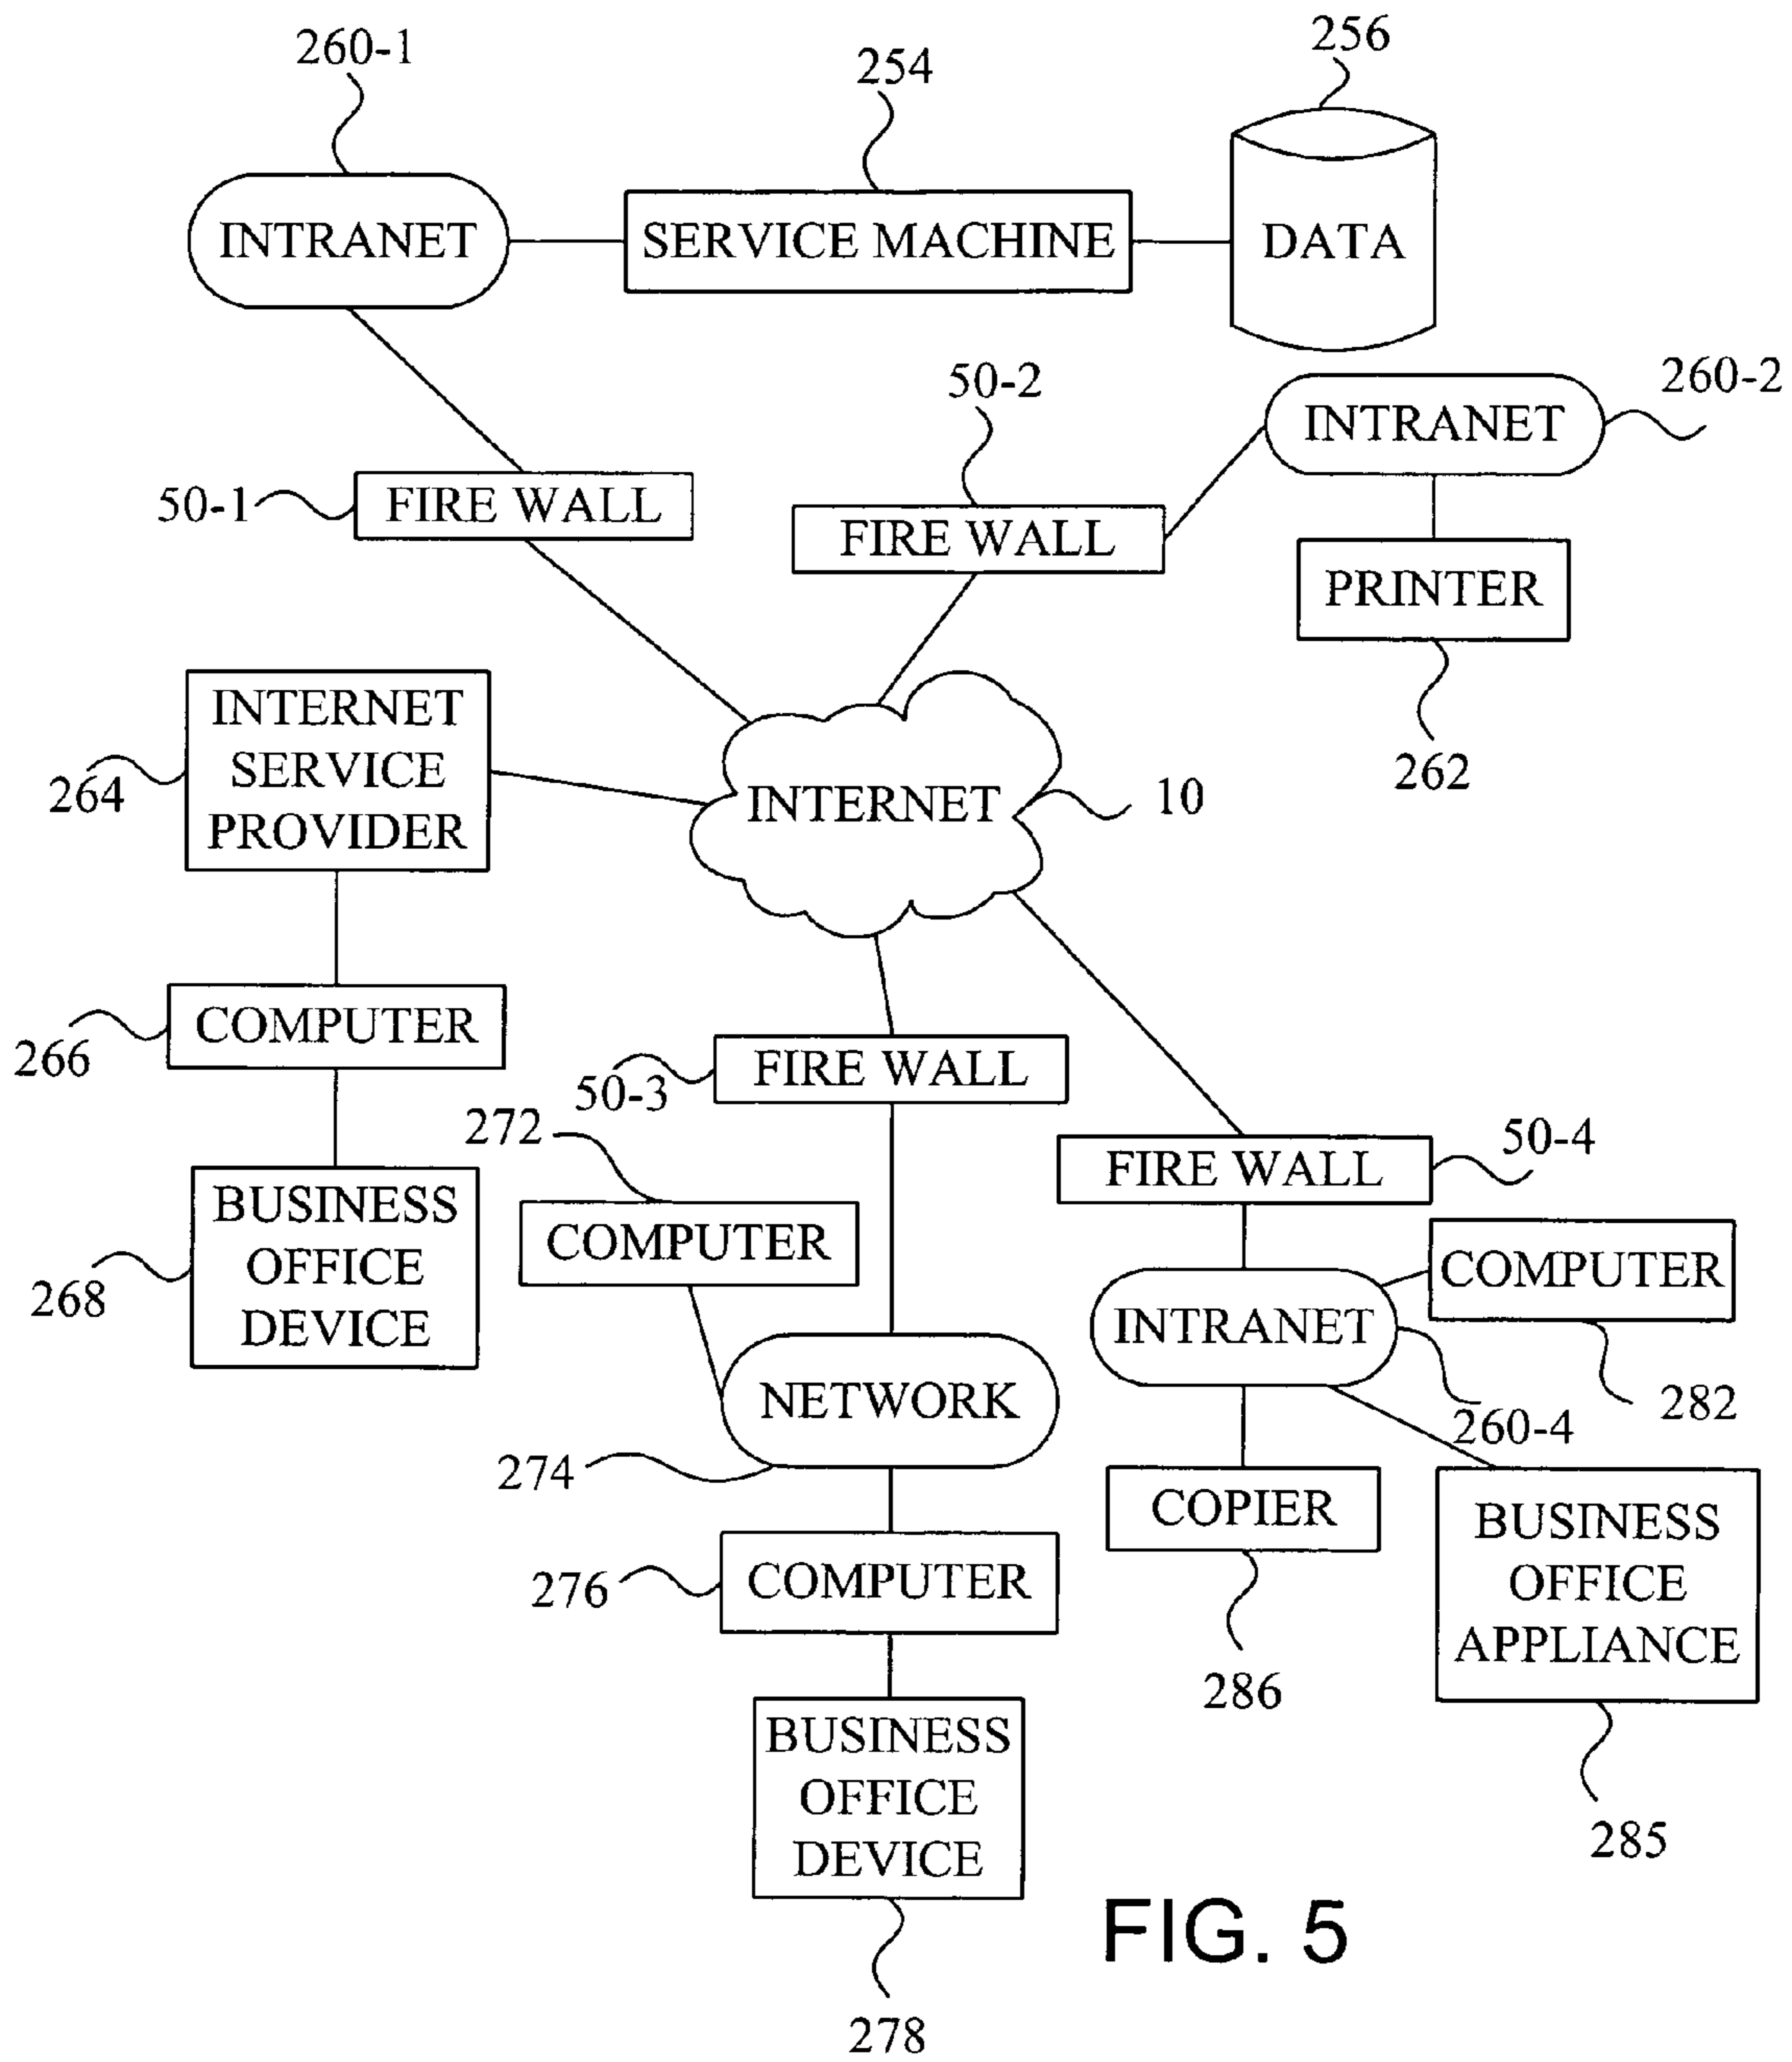 260-1
254
256
INTRANET
SERVICE MACHINE
DATA
50-2
260-2
INTRANET
50-1
FIRE WALL
FIRE WALL
PRINTER
262
INTERNET
SERVICE
PROVIDER
264
INTERNET
10
COMPUTER
266
FIRE WALL
50-3
272
50-4
FIRE WALL
BUSINESS
OFFICE
DEVICE
268
COMPUTER
COMPUTER
INTRANET
282
260-4
NETWORK
274
COPIER
BUSINESS
OFFICE
APPLIANCE
276
COMPUTER
286
BUSINESS
OFFICE
DEVICE
285
FIG. 5
278